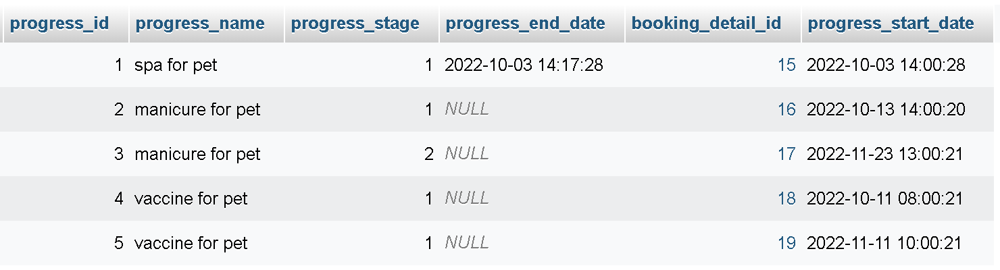 progress_id progress_name progress_stage progress_end_date booking_detail_id progress_start_date
1 spa for pet 1 2022-10-03 14:17:28 15 2022-10-03 14:00:28
2 manicure for pet 1 NULL 16 2022-10-13 14:00:20
3 manicure for pet 2 NULL 17 2022-11-23 13:00:21
4 vaccine for pet 1 NULL 18 2022-10-11 08:00:21
5 vaccine for pet 1 NULL 19 2022-11-11 10:00:21